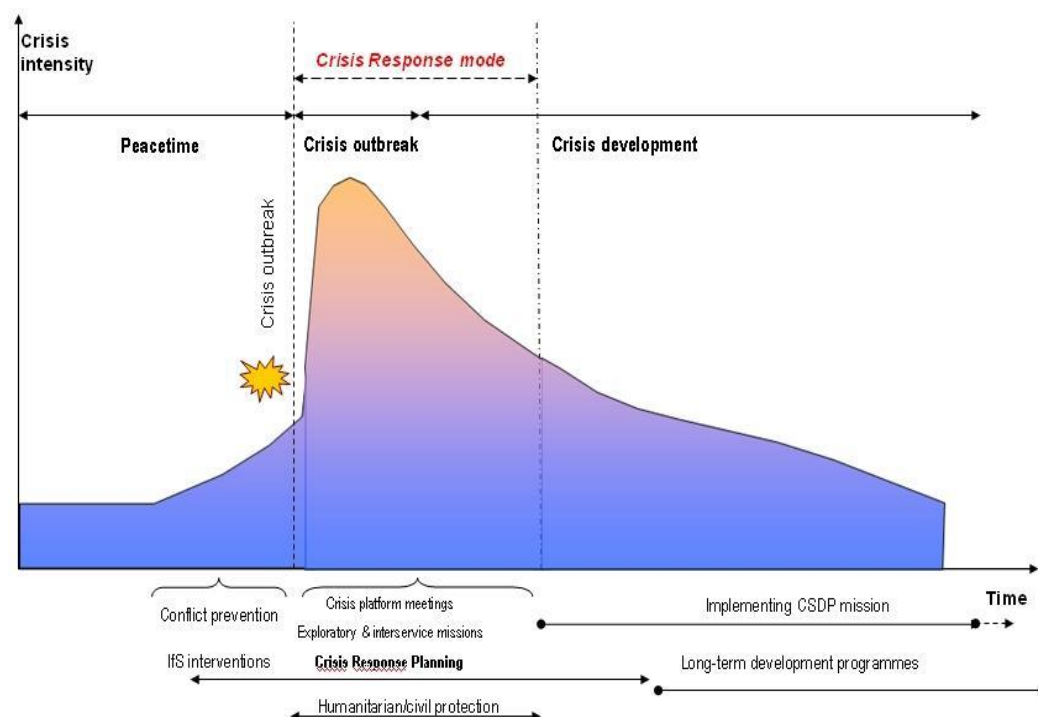 Crisis
intensity
Crisis Response mode
Peacetime
Crisis outbreak
Crisis development
Crisis outbreak
Conflict prevention
Crisis platform meetings
Implementing CSDP mission
Time
Exploratory & interservice missions
IfS interventions
Crisis Response Planning
Long-term development programmes
Humanitarian/civil protection